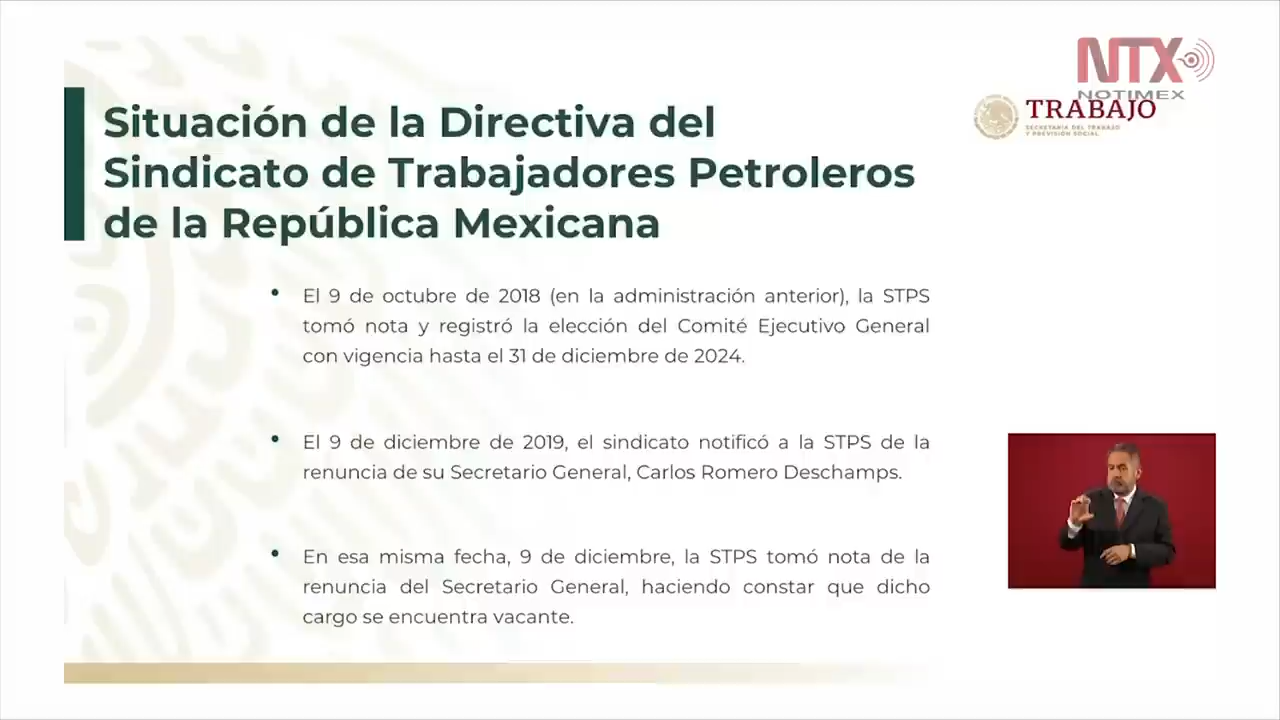 NTX
NOTIMEX
TRABAJO
SECRETARÍA DEL TRABAJO
Y PREVISIÓN SOCIAL
Situación de la Directiva del
Sindicato de Trabajadores Petroleros
de la República Mexicana
• El 9 de octubre de 2018 (en la administración anterior), la STPS
tomó nota y registró la elección del Comité Ejecutivo General
con vigencia hasta el 31 de diciembre de 2024.
• El 9 de diciembre de 2019, el sindicato notificó a la STPS de la
renuncia de su Secretario General, Carlos Romero Deschamps.
• En esa misma fecha, 9 de diciembre, la STPS tomó nota de la
renuncia del Secretario General, haciendo constar que dicho
cargo se encuentra vacante.